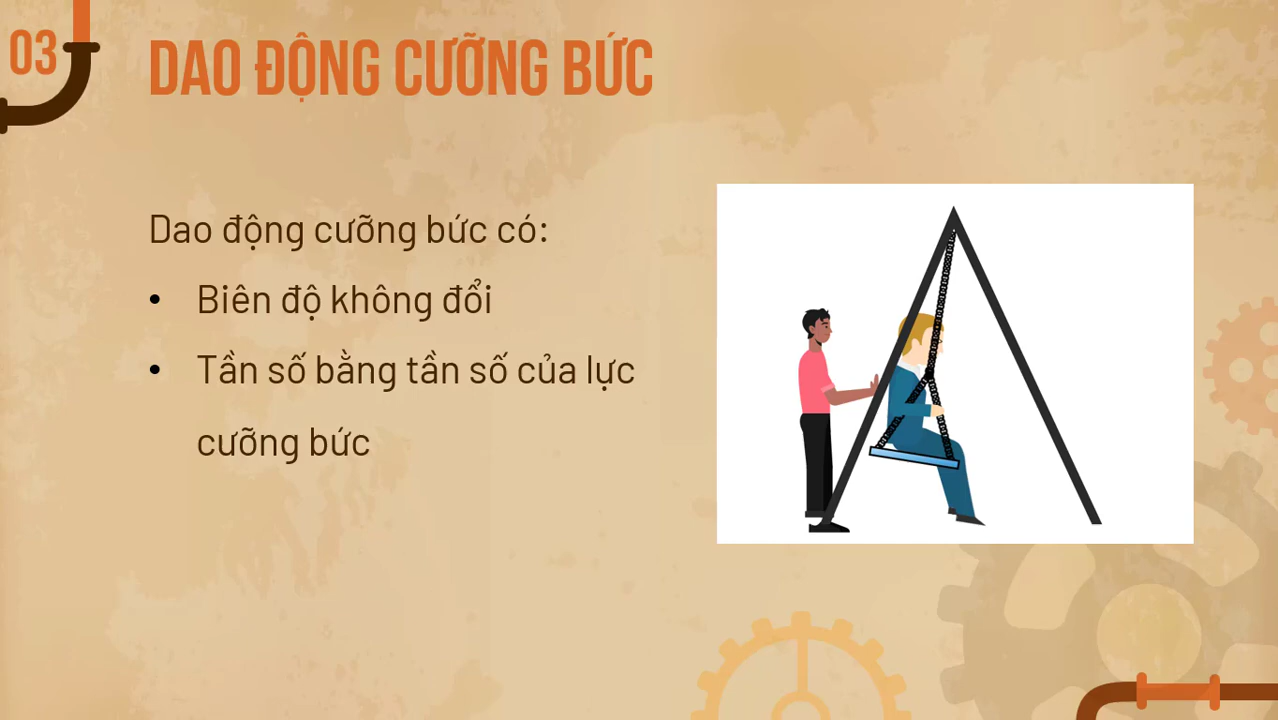 03
DAO ĐỘNG CƯỠNG BỨC
Dao động cưỡng bức có:
• Biên độ không đổi
• Tần số bằng tần số của lực
cưỡng bức